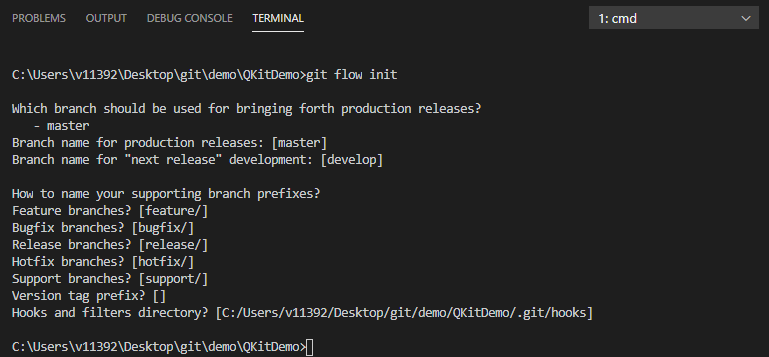 PROBLEMS OUTPUT DEBUG CONSOLE TERMINAL 1: cmd
C:\Users\v11392\Desktop\git\demo\QKitDemo>git flow init
Which branch should be used for bringing forth production releases?
- master
Branch name for production releases: [master]
Branch name for "next release" development: [develop]
How to name your supporting branch prefixes?
Feature branches? [feature/]
Bugfix branches? [bugfix/]
Release branches? [release/]
Hotfix branches? [hotfix/]
Support branches? [support/]
Version tag prefix? []
Hooks and filters directory? [C:/Users/v11392/Desktop/git/demo/QKitDemo/.git/hooks]
C:\Users\v11392\Desktop\git\demo\QKitDemo>